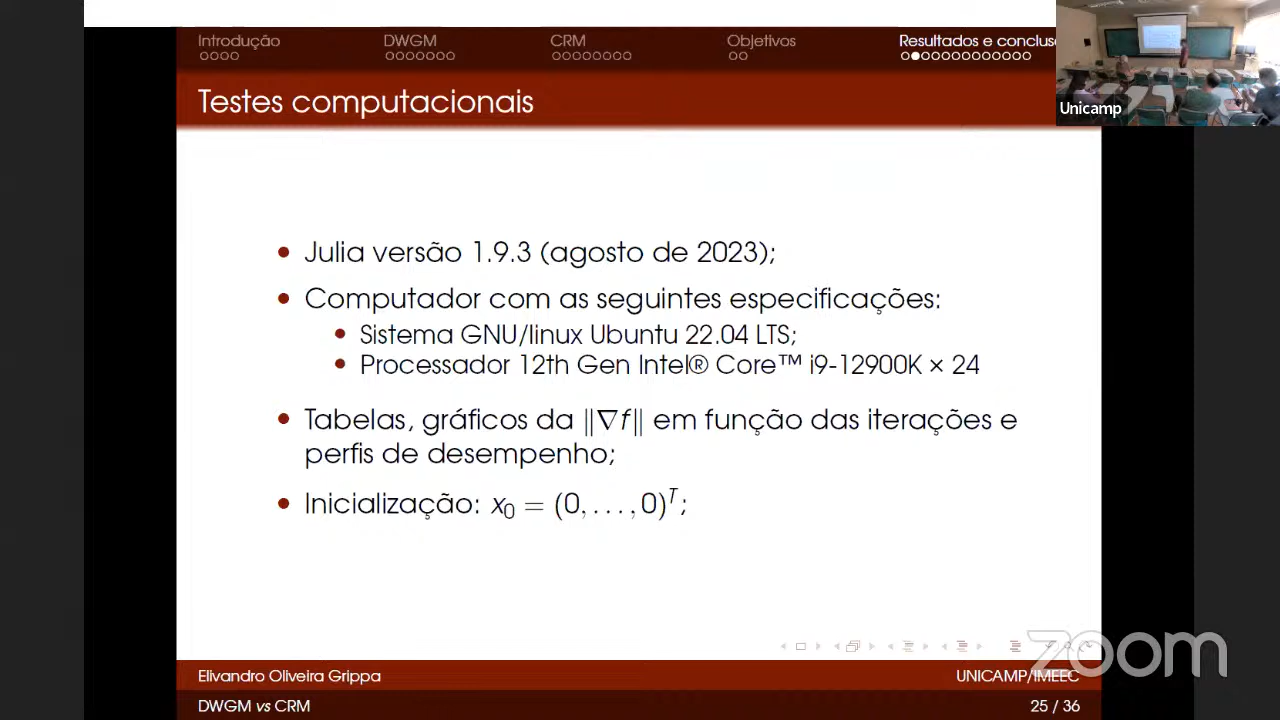 Introdução
DWGM
CRM
Objetivos
Resultados e conclus
Testes computacionais
Unicamp
• Julia versão 1.9.3 (agosto de 2023);
• Computador com as seguintes especificações:
• Sistema GNU/linux Ubuntu 22.04 LTS;
• Processador 12th Gen Intel® Core™ i9-12900K × 24
• Tabelas, gráficos da ‖∇f‖ em função das iterações e
perfis de desempenho;
• Inicialização: x₀ = (0, . . . , 0)ᵀ;
zoom
Elivandro Oliveira Grippa
UNICAMP/IMEEC
DWGM vs CRM
25 / 36